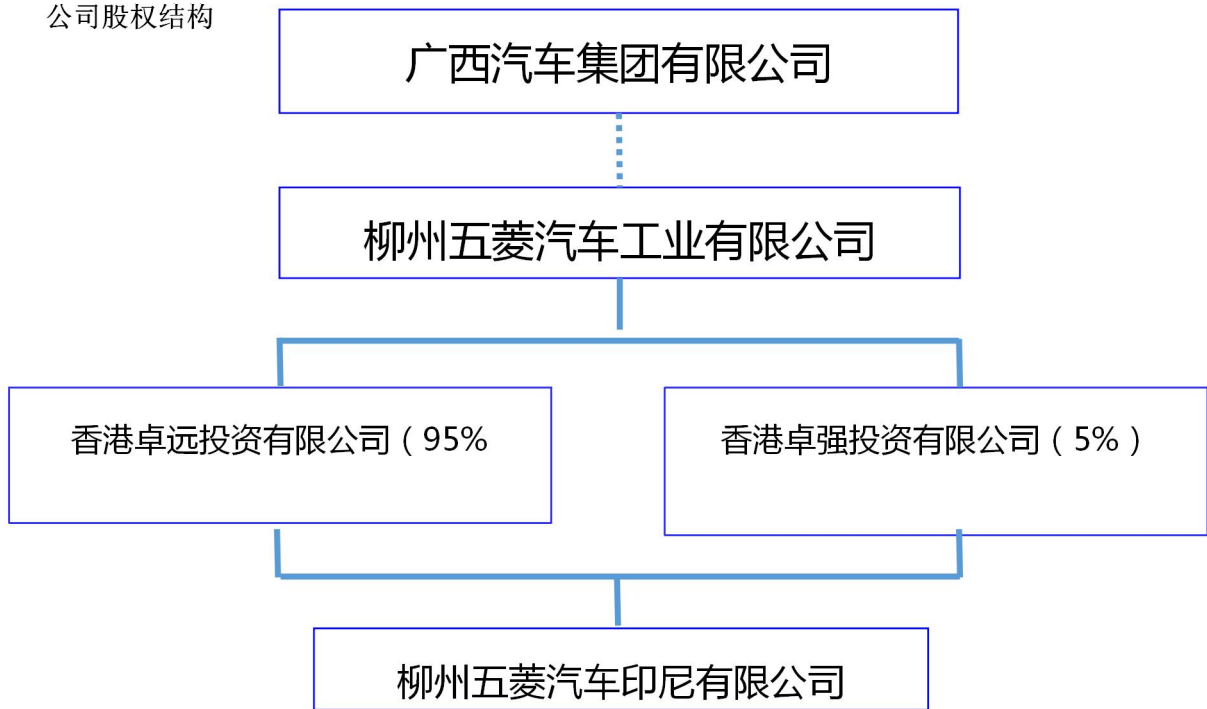 公司股权结构
广西汽车集团有限公司
柳州五菱汽车工业有限公司
香港卓远投资有限公司（95%
香港卓强投资有限公司（5%）
柳州五菱汽车印尼有限公司